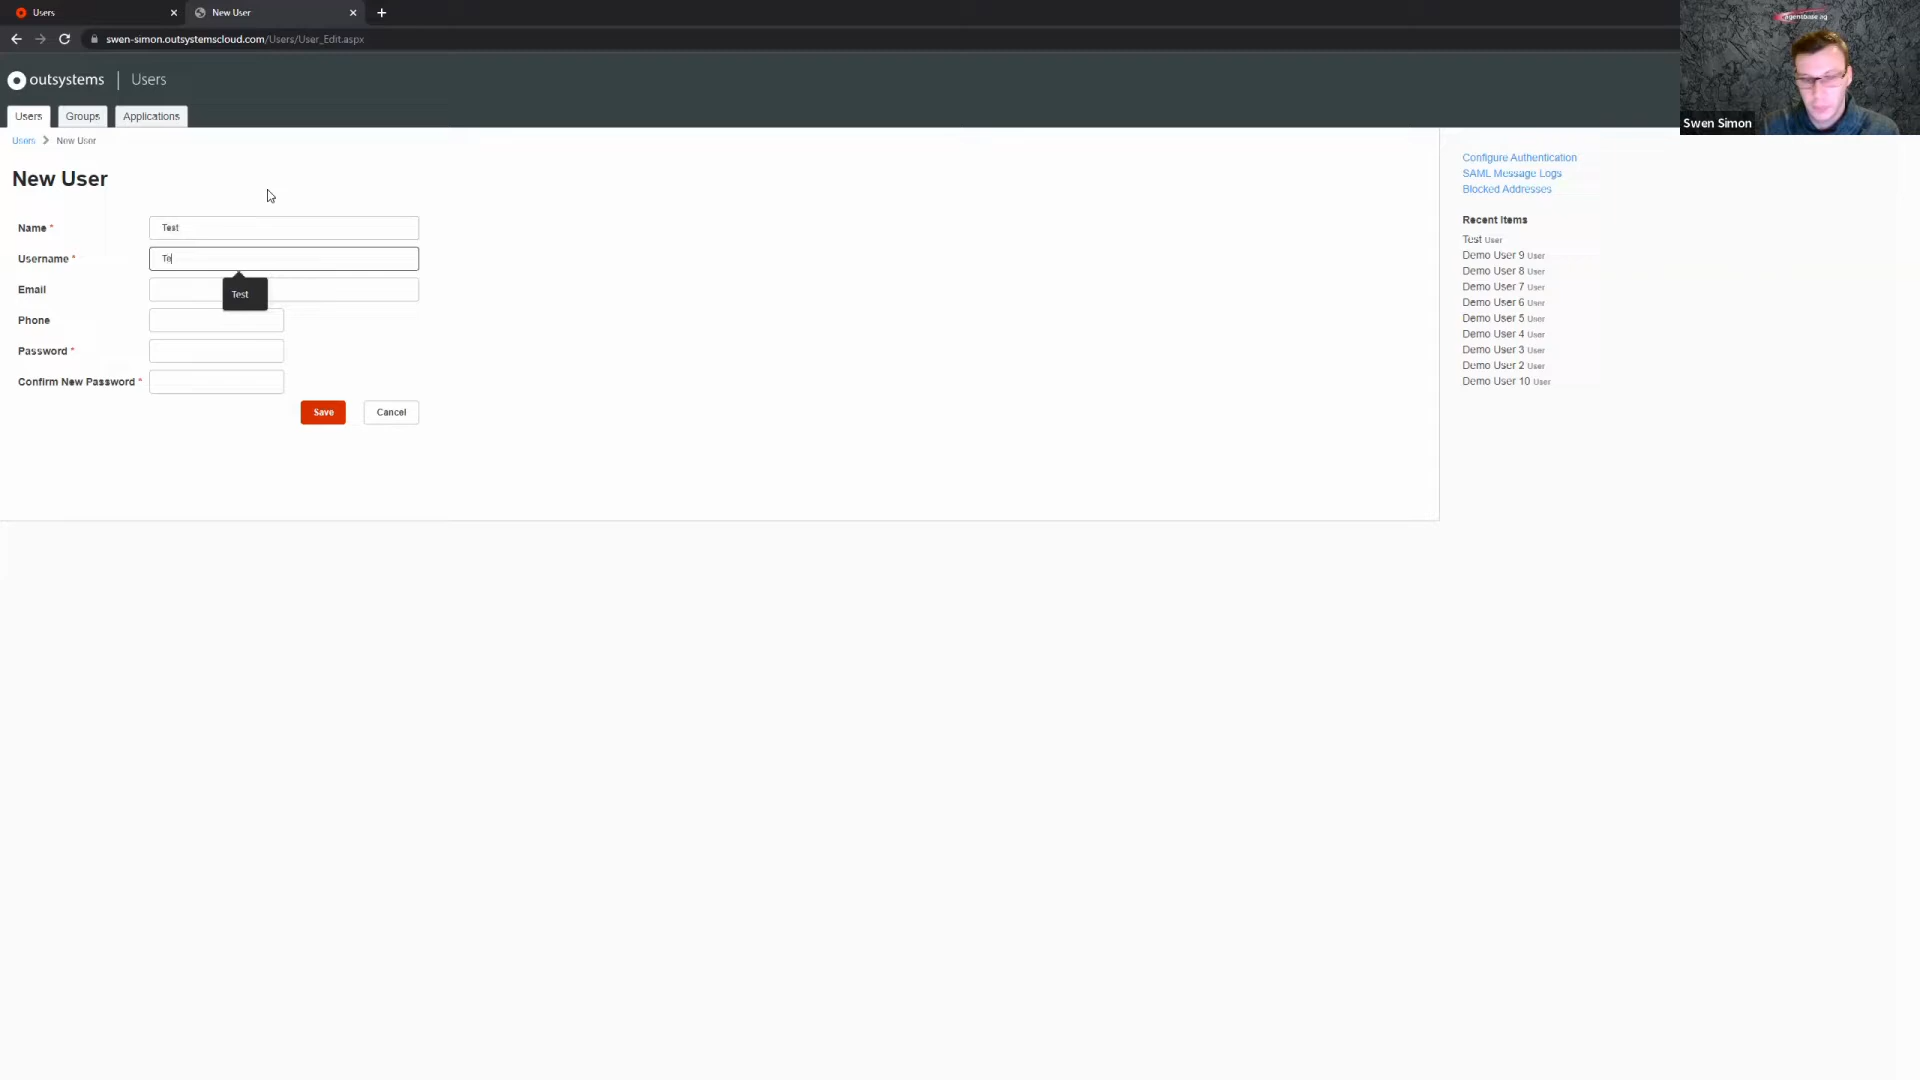 Users
New User
swen-simon.outsystemscloud.com/Users/User_Edit.aspx
outsystems | Users
Users Groups Applications
Users New User
New User
Name * Test
Username * Te
Test
Email
Phone
Password *
Confirm New Password *
Save Cancel
Configure Authentication
SAML Message Logs
Blocked Addresses
Recent Items
Test User
Demo User 9 User
Demo User 8 User
Demo User 7 User
Demo User 6 User
Demo User 5 User
Demo User 4 User
Demo User 3 User
Demo User 2 User
Demo User 10 User
agentbase ag
Swen Simon